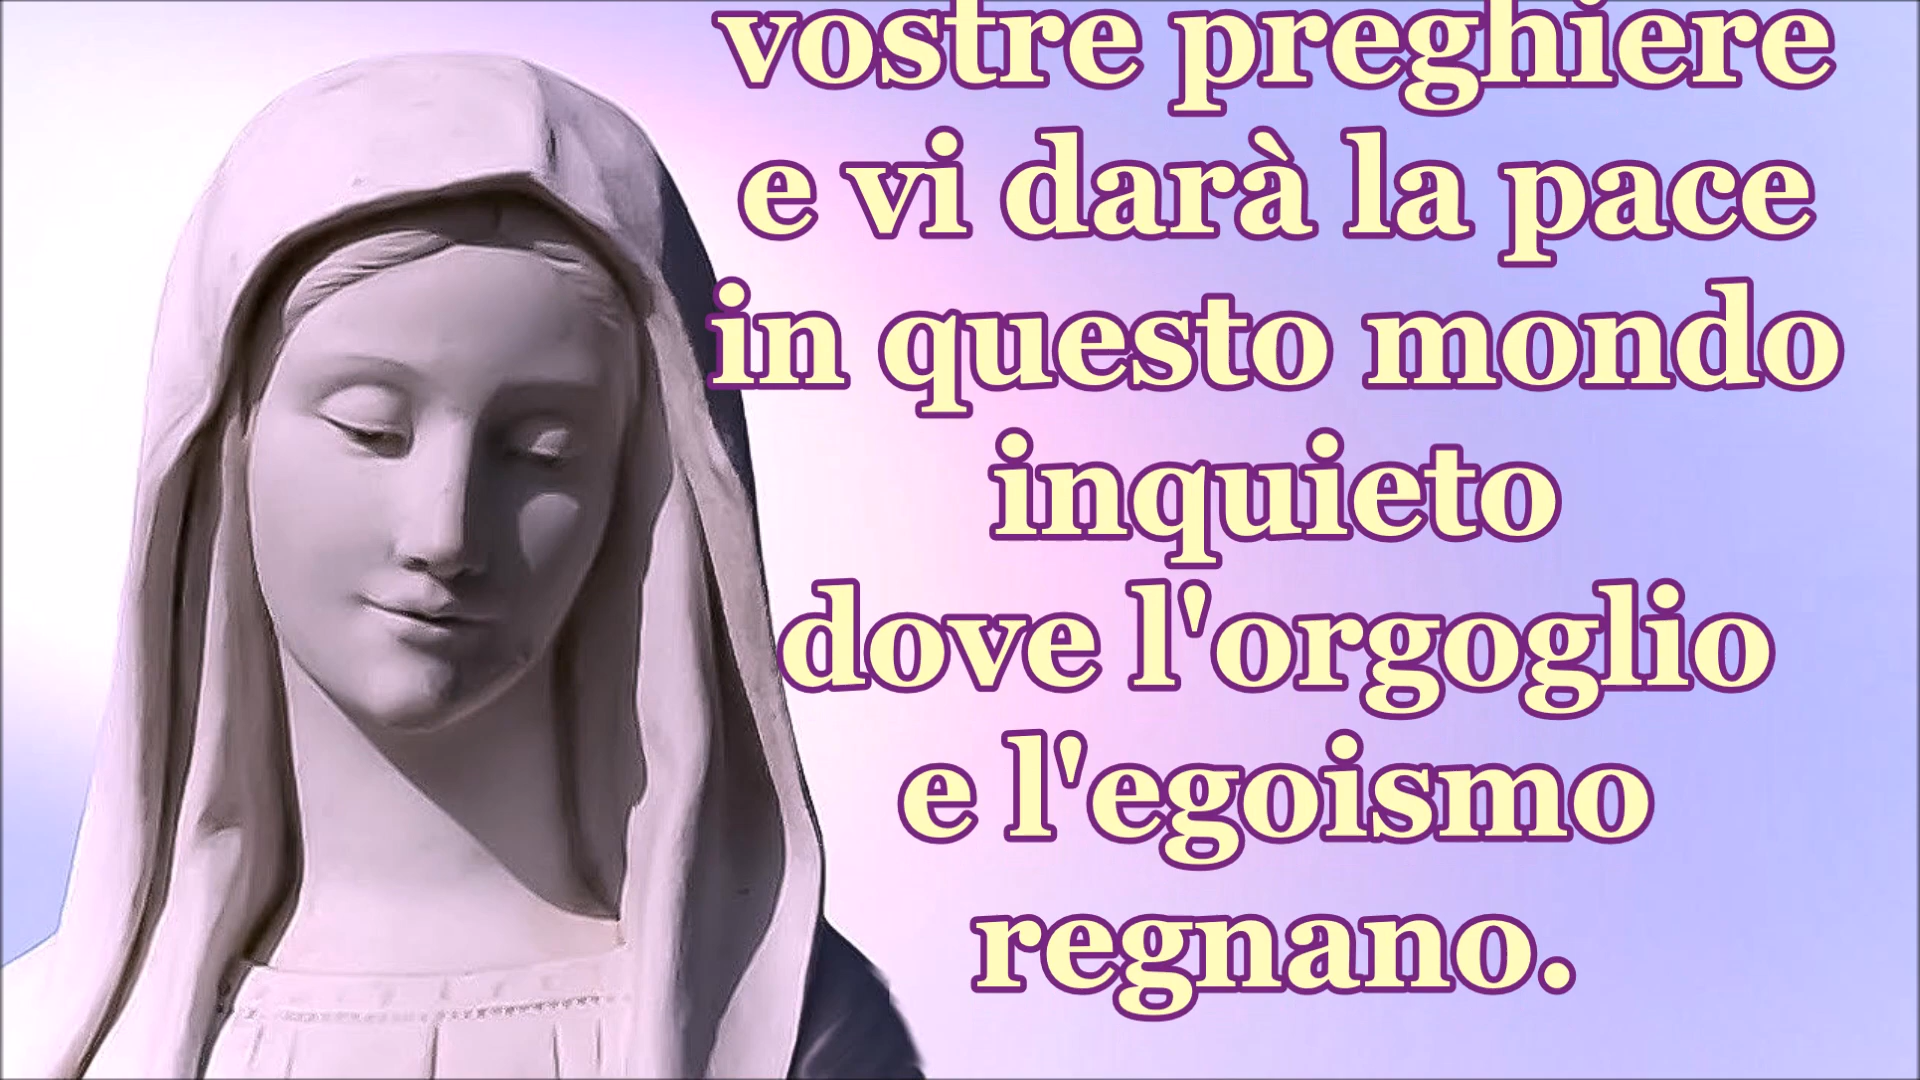 vostre preghiere
e vi darà la pace
in questo mondo
inquieto
dove l'orgoglio
e l'egoismo
regnano.